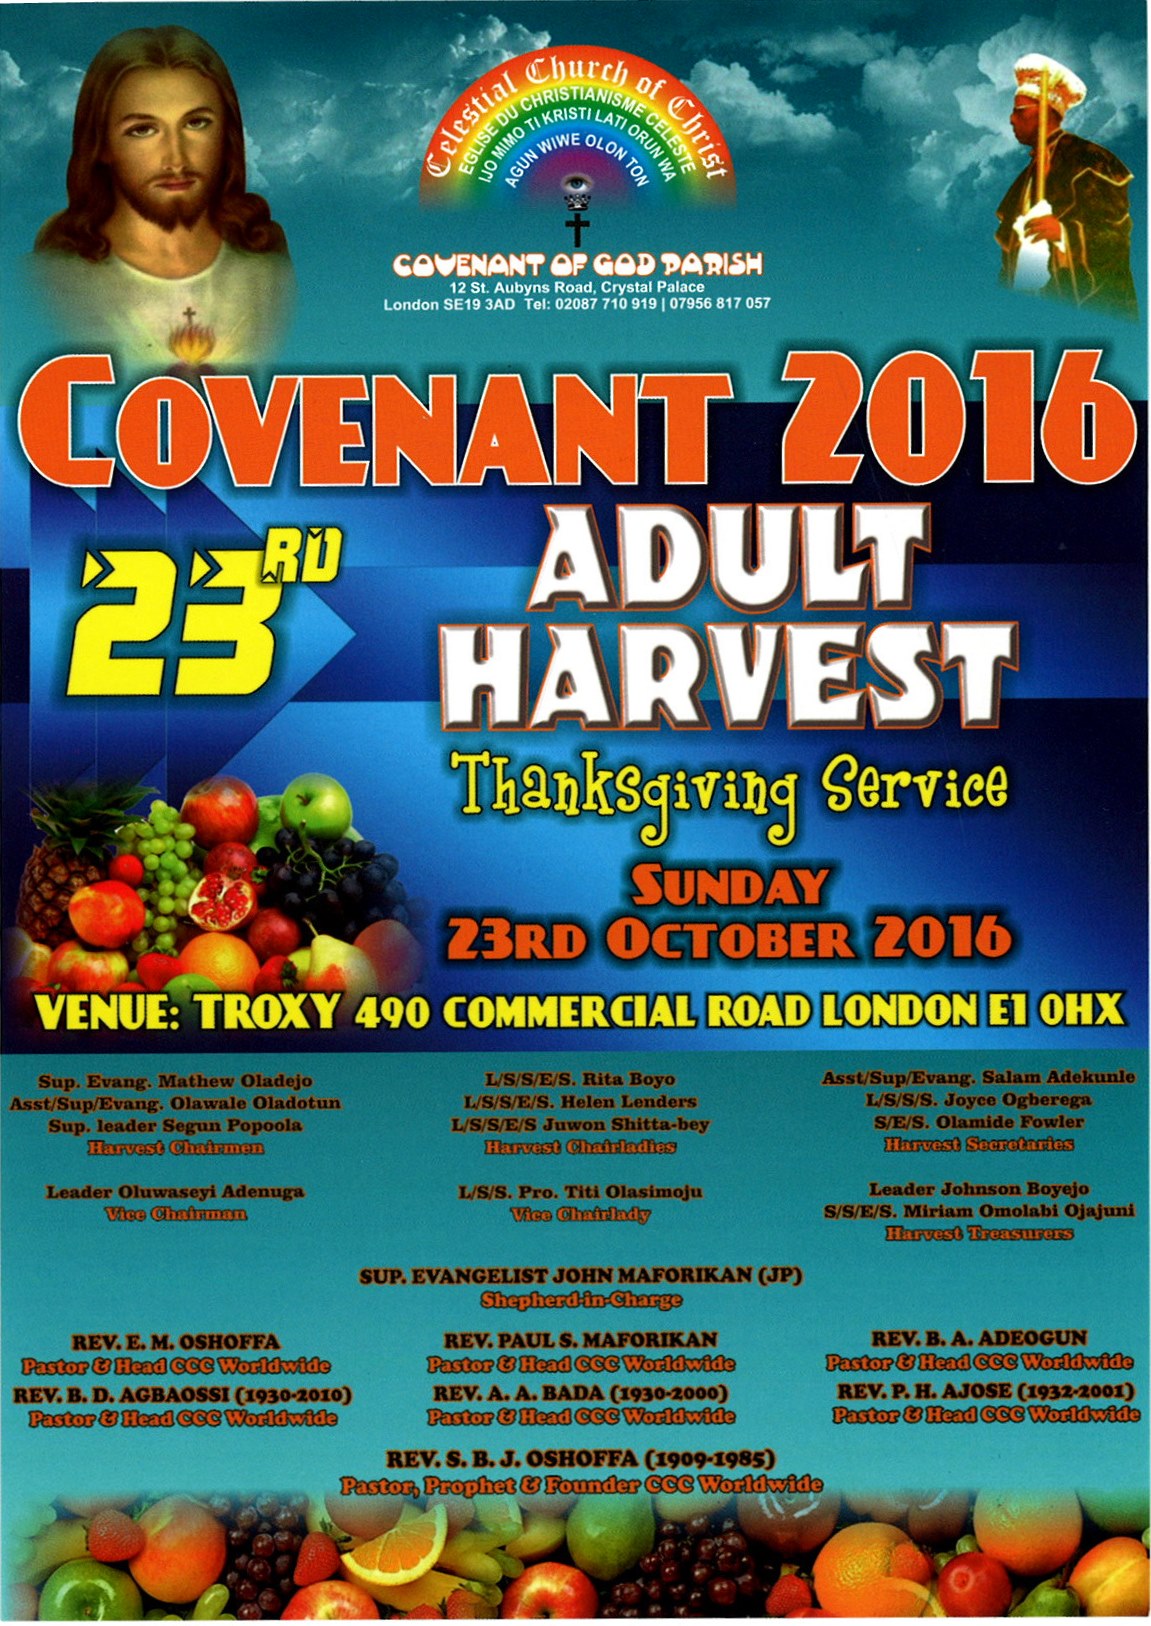 Celestial Church of Christ
EGLISE DU CHRISTIANISME CELESTE
IJO MIMO TI KRISTI LATI ORUN WA
AGUN WIWE OLON TON
COVENANT OF GOD PARISH
12 St. Aubyns Road, Crystal Palace
London SE19 3AD Tel: 02087 710 919 | 07956 817 057
COVENANT 2016
23RD
ADULT
HARVEST
Thanksgiving Service
SUNDAY
23RD OCTOBER 2016
VENUE: TROXY 490 COMMERCIAL ROAD LONDON E1 0HX
Sup. Evang. Mathew Oladejo
Asst/Sup/Evang. Olawale Oladotun
Sup. leader Segun Popoola
Harvest Chairmen
L/S/S/E/S. Rita Boyo
L/S/S/E/S. Helen Lenders
L/S/S/E/S Juwon Shitta-bey
Harvest Chairladies
Asst/Sup/Evang. Salam Adekunle
L/S/S/S. Joyce Ogberega
S/E/S. Olamide Fowler
Harvest Secretaries
Leader Oluwaseyi Adenuga
Vice Chairman
L/S/S. Pro. Titi Olasimoju
Vice Chairlady
Leader Johnson Boyejo
S/S/E/S. Miriam Omolabi Ojajuni
Harvest Treasurers
SUP. EVANGELIST JOHN MAFORIKAN (JP)
Shepherd-in-Charge
REV. E. M. OSHOFFA
Pastor & Head CCC Worldwide
REV. PAUL S. MAFORIKAN
Pastor & Head CCC Worldwide
REV. B. A. ADEOGUN
Pastor & Head CCC Worldwide
REV. B. D. AGBAOSSI (1930-2010)
Pastor & Head CCC Worldwide
REV. A. A. BADA (1930-2000)
Pastor & Head CCC Worldwide
REV. P. H. AJOSE (1932-2001)
Pastor & Head CCC Worldwide
REV. S. B. J. OSHOFFA (1909-1985)
Pastor, Prophet & Founder CCC Worldwide